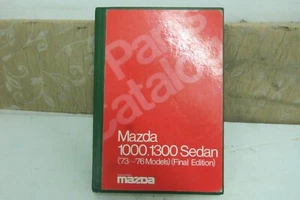 Parts
Catalog
Mazda
1000.1300 Sedan
('73~'76 Models) (Final Edition)
mazda